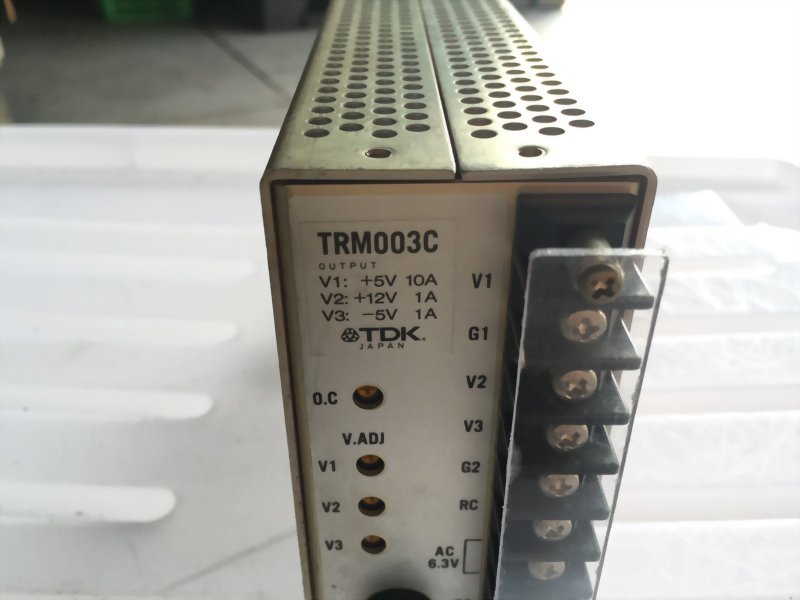 TRM003C
OUTPUT
V1: +5V 10A
V2: +12V 1A
V3: -5V 1A
TDK
JAPAN
O.C
V.ADJ
V1
V2
V3
V1
G1
V2
V3
G2
RC
AC
6.3V